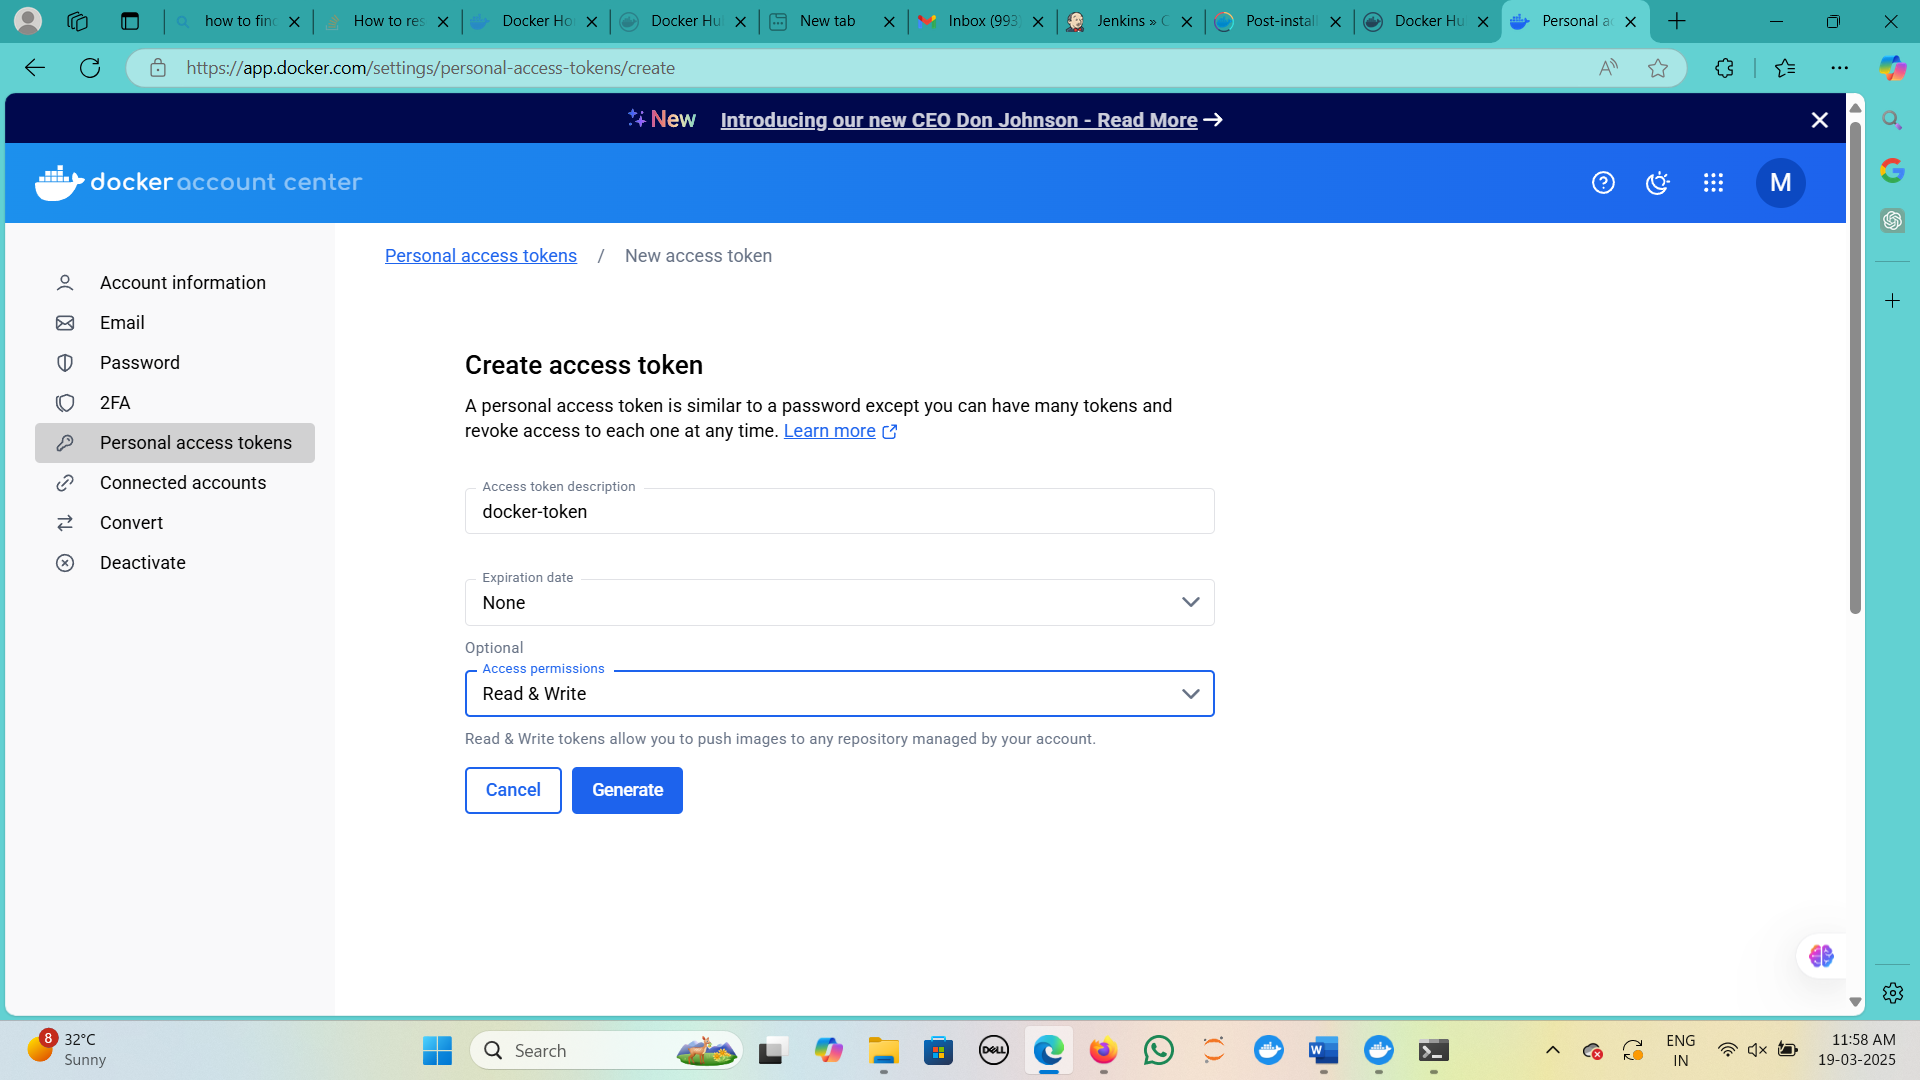 how to fin
How to res
Docker Ho
Docker Hu
New tab
Inbox (993
Jenkins » C
Post-install
Docker Hu
Personal ac
https://app.docker.com/settings/personal-access-tokens/create
New Introducing our new CEO Don Johnson - Read More →
docker account center
M
Account information
Email
Password
2FA
Personal access tokens
Connected accounts
Convert
Deactivate
Personal access tokens / New access token
Create access token
A personal access token is similar to a password except you can have many tokens and
revoke access to each one at any time. Learn more
Access token description
docker-token
Expiration date
None
Optional
Access permissions
Read & Write
Read & Write tokens allow you to push images to any repository managed by your account.
Cancel
Generate
8
32°C
Sunny
Search
DELL
ENG
IN
11:58 AM
19-03-2025